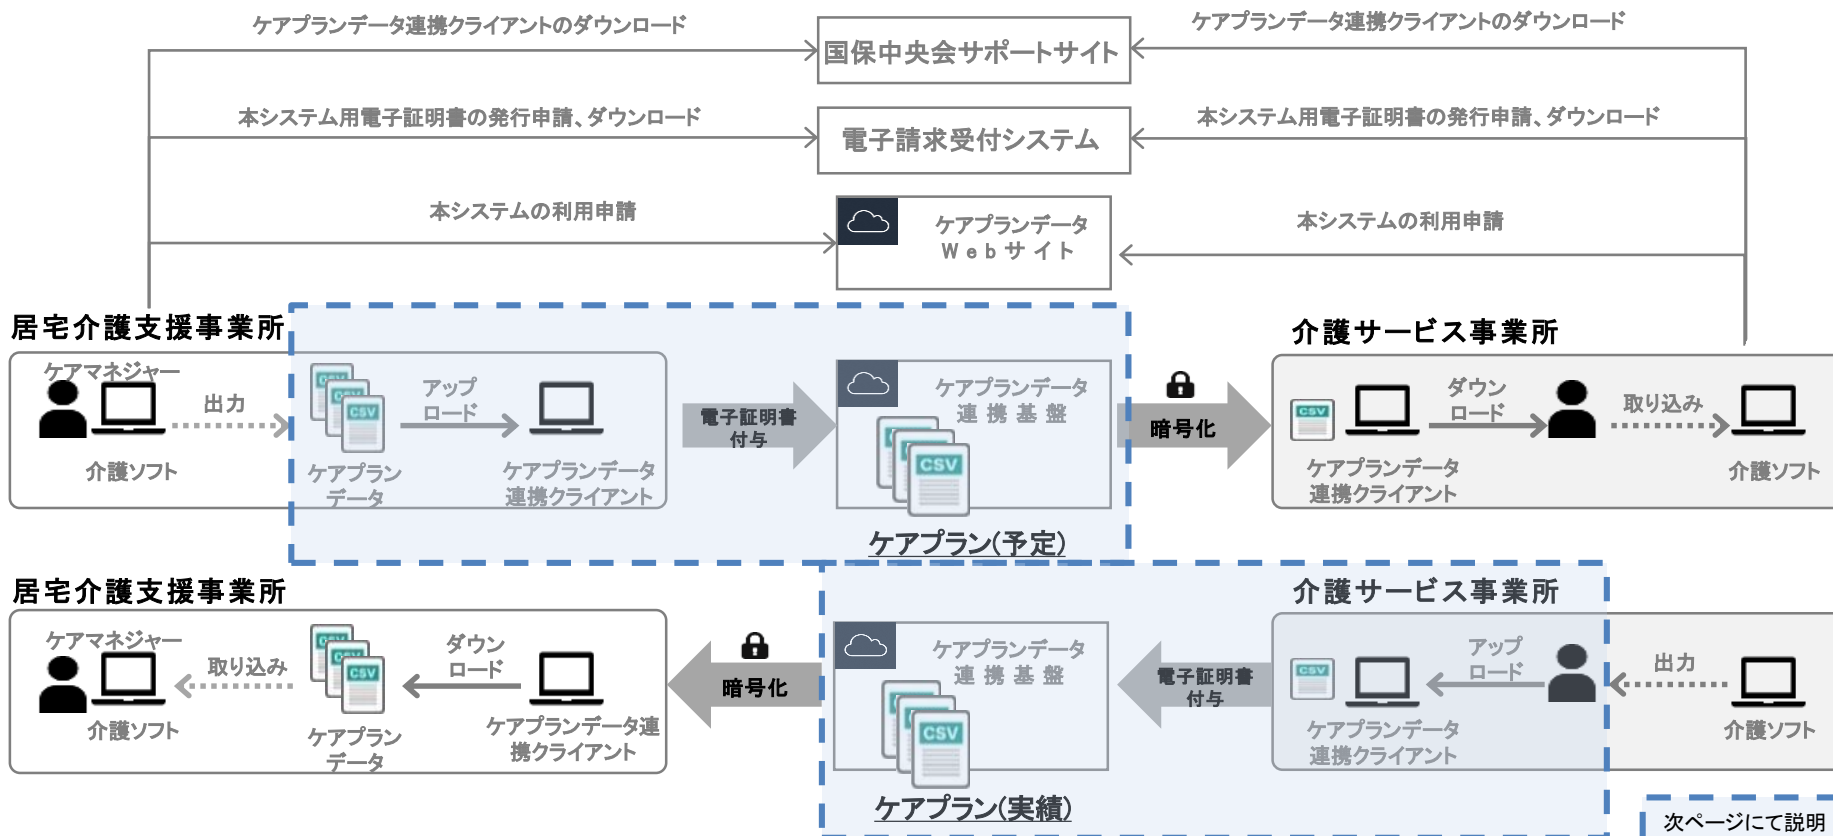 ケアプランデータ連携クライアントのダウンロード
国保中央会サポートサイト
ケアプランデータ連携クライアントのダウンロード
本システム用電子証明書の発行申請、ダウンロード
電子請求受付システム
本システム用電子証明書の発行申請、ダウンロード
本システムの利用申請
ケアプランデータ
Webサイト
本システムの利用申請
居宅介護支援事業所
ケアマネジャー
出力
介護ソフト
CSV
ケアプラン
データ
アップ
ロード
ケアプランデータ
連携クライアント
電子証明書
付与
ケアプランデータ
連携基盤
CSV
ケアプラン(予定)
暗号化
介護サービス事業所
CSV
ケアプランデータ
連携クライアント
ダウン
ロード
取り込み
介護ソフト
居宅介護支援事業所
ケアマネジャー
取り込み
介護ソフト
CSV
ケアプラン
データ
ダウン
ロード
ケアプランデータ連
携クライアント
暗号化
ケアプランデータ
連携基盤
CSV
ケアプラン(実績)
電子証明書
付与
介護サービス事業所
CSV
ケアプランデータ
連携クライアント
アップ
ロード
出力
介護ソフト
次ページにて説明